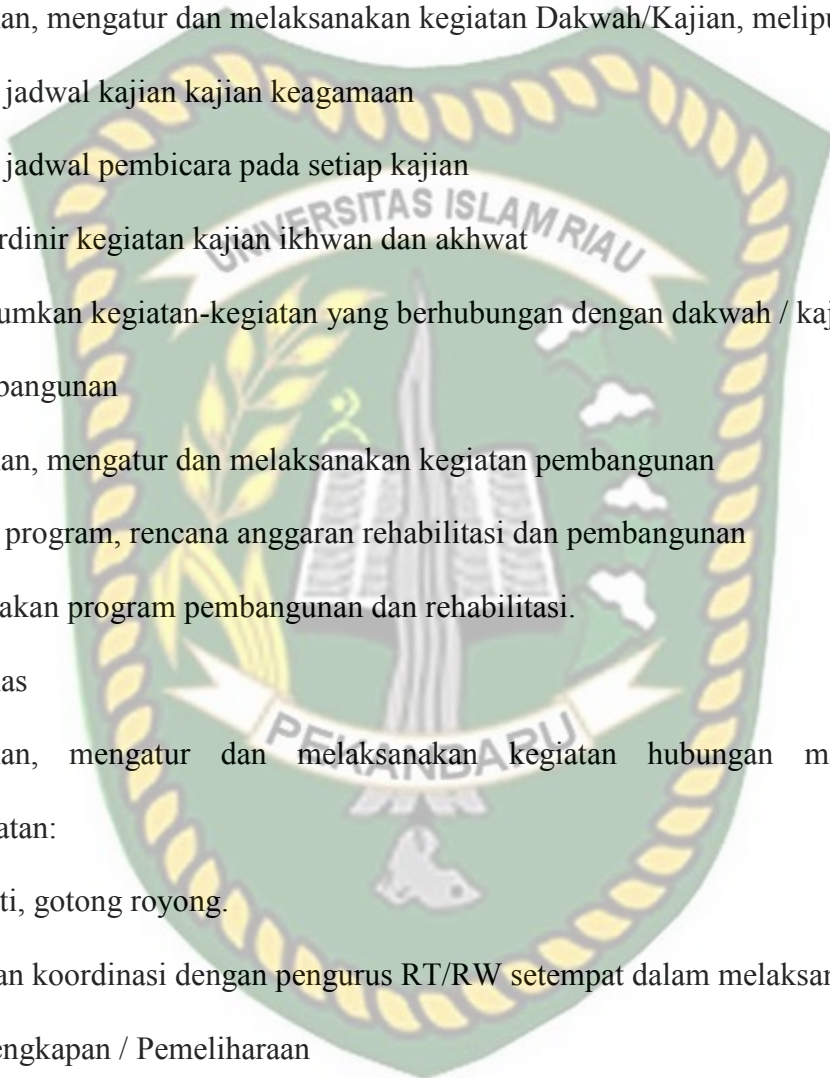 an, mengatur dan melaksanakan kegiatan Dakwah/Kajian, melipu
jadwal kajian kajian keagamaan
jadwal pembicara pada setiap kajian
UNIVERSITAS ISLAM RIAU
rdinir kegiatan kajian ikhwan dan akhwat
umkan kegiatan-kegiatan yang berhubungan dengan dakwah / kaj
bangunan
an, mengatur dan melaksanakan kegiatan pembangunan
program, rencana anggaran rehabilitasi dan pembangunan
akan program pembangunan dan rehabilitasi.
as
PEKANBARU
an, mengatur dan melaksanakan kegiatan hubungan m
atan:
ti, gotong royong.
an koordinasi dengan pengurus RT/RW setempat dalam melaksan
engkapan / Pemeliharaan